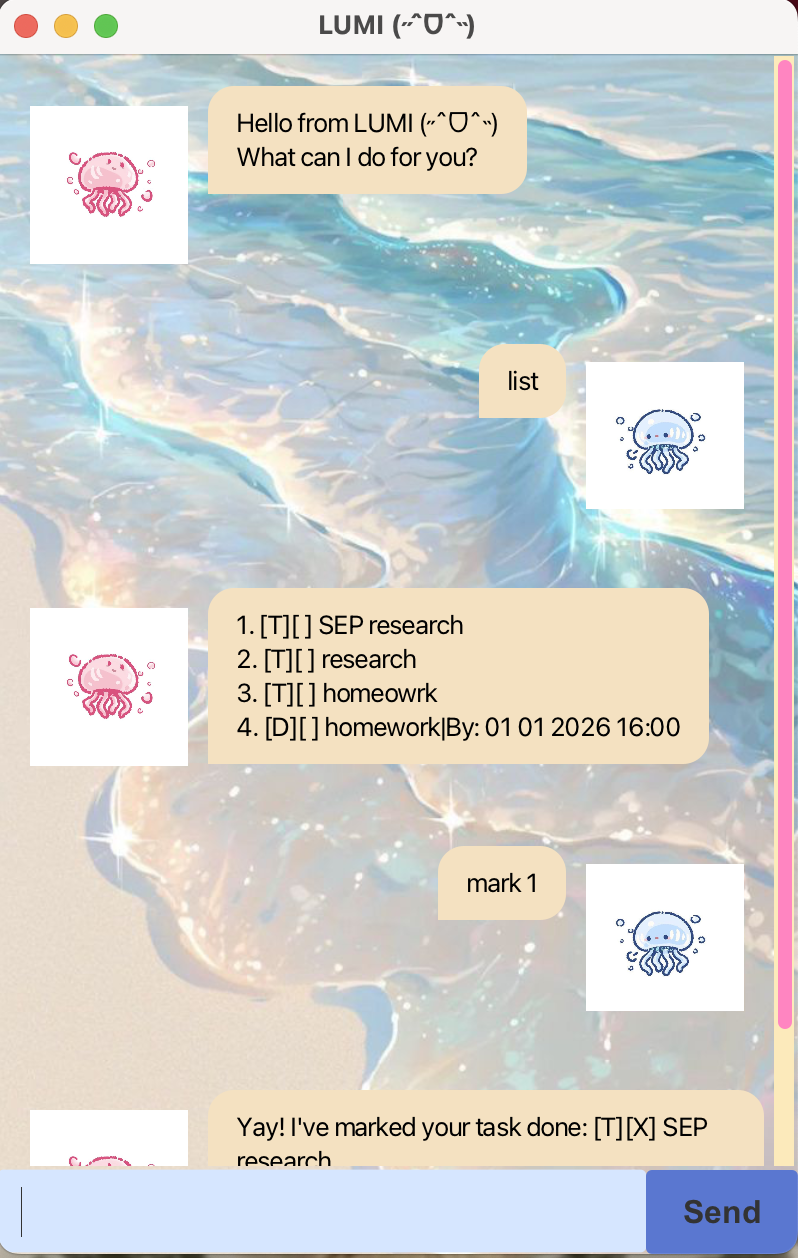 LUMI (˶ˆᗜˆ˵)
Hello from LUMI (˶ˆᗜˆ˵)
What can I do for you?
list
1. [T][ ] SEP research
2. [T][ ] research
3. [T][ ] homeowrk
4. [D][ ] homework|By: 01 01 2026 16:00
mark 1
Yay! I've marked your task done: [T][X] SEP
research
Send